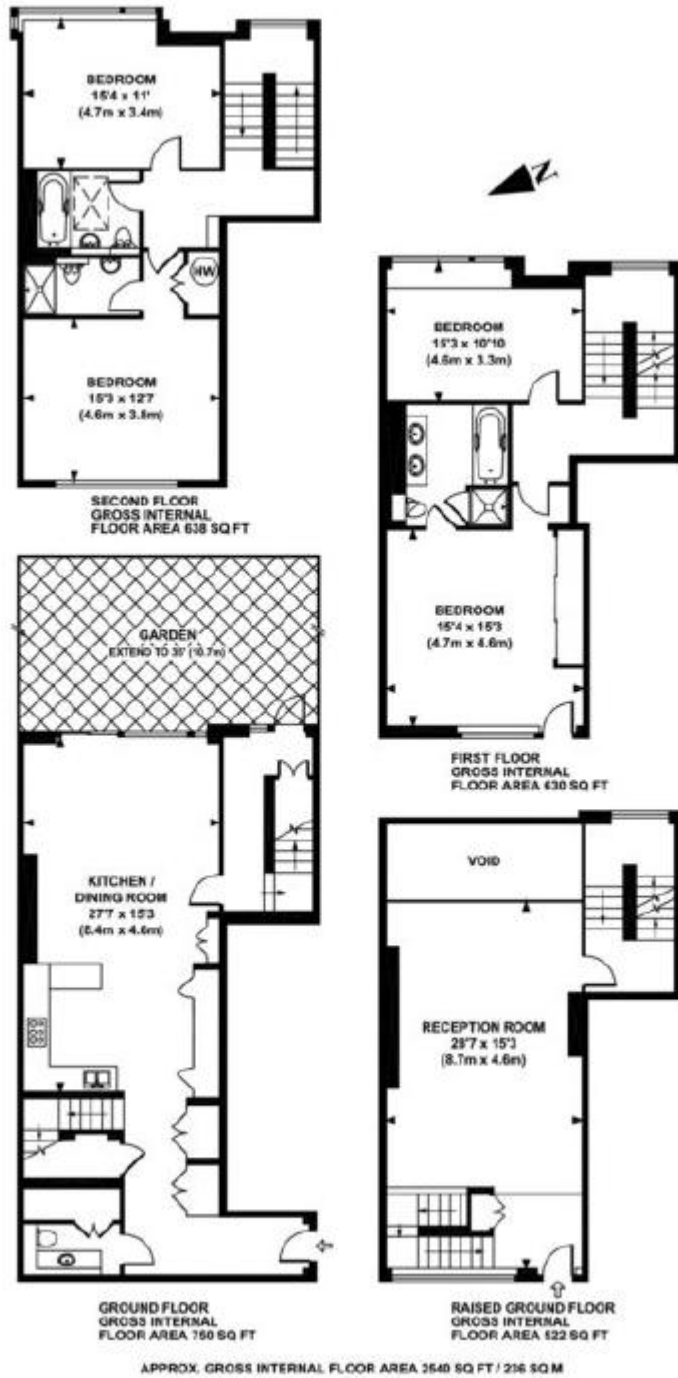 BEDROOM
15'4 x 11'
(4.7m x 3.4m)
HW
BEDROOM
15'3 x 12'7
(4.6m x 3.8m)
SECOND FLOOR
GROSS INTERNAL
FLOOR AREA 638 SQ FT
N
BEDROOM
15'3 x 10'10
(4.6m x 3.3m)
BEDROOM
15'4 x 15'3
(4.7m x 4.6m)
FIRST FLOOR
GROSS INTERNAL
FLOOR AREA 630 SQ FT
GARDEN
EXTEND TO 35' (10.7m)
KITCHEN /
DINING ROOM
27'7 x 15'3
(8.4m x 4.6m)
GROUND FLOOR
GROSS INTERNAL
FLOOR AREA 750 SQ FT
VOID
RECEPTION ROOM
28'7 x 15'3
(8.7m x 4.6m)
RAISED GROUND FLOOR
GROSS INTERNAL
FLOOR AREA 522 SQ FT
APPROX. GROSS INTERNAL FLOOR AREA 2540 SQ FT / 236 SQ M